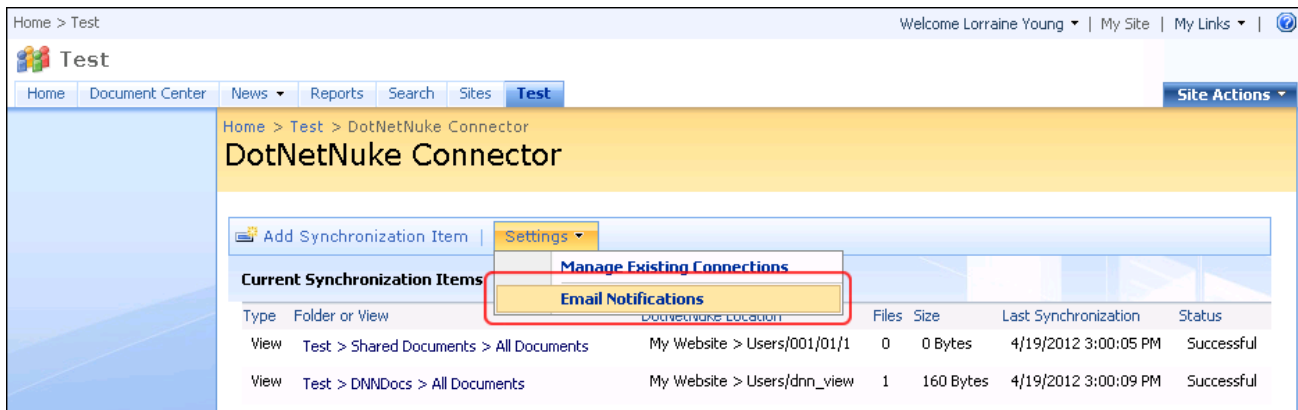 Home > Test Welcome Lorraine Young | My Site | My Links |
Test
Home Document Center News Reports Search Sites Test Site Actions
Home > Test > DotNetNuke Connector
DotNetNuke Connector
Add Synchronization Item | Settings
Manage Existing Connections
Current Synchronization Items
Email Notifications
Type Folder or View DotNetNuke Location Files Size Last Synchronization Status
View Test > Shared Documents > All Documents My Website > Users/001/01/1 0 0 Bytes 4/19/2012 3:00:05 PM Successful
View Test > DNNDocs > All Documents My Website > Users/dnn_view 1 160 Bytes 4/19/2012 3:00:09 PM Successful